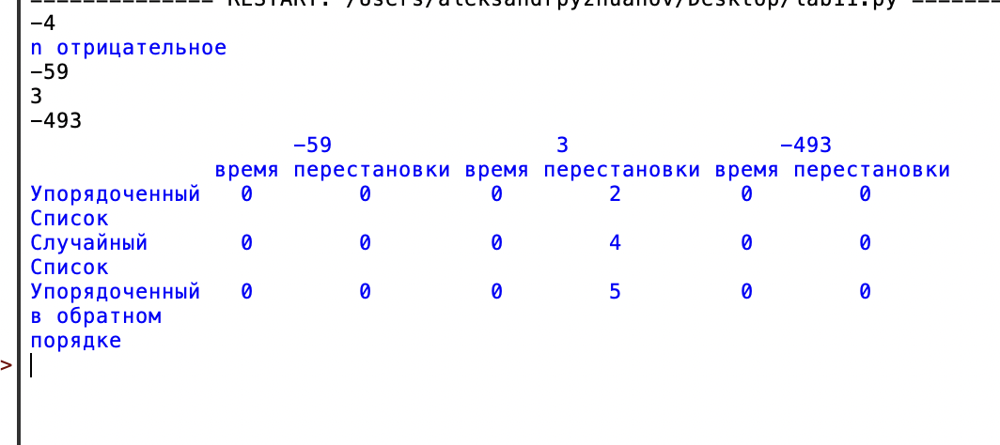 ============== RESTART: /Users/aleksandrpyzhuanov/Desktop/lab11.py =======
-4
n отрицательное
-59
3
-493
-59 3 -493
время перестановки время перестановки время перестановки
Упорядоченный 0 0 0 2 0 0
Список
Случайный 0 0 0 4 0 0
Список
Упорядоченный 0 0 0 5 0 0
в обратном
порядке
>